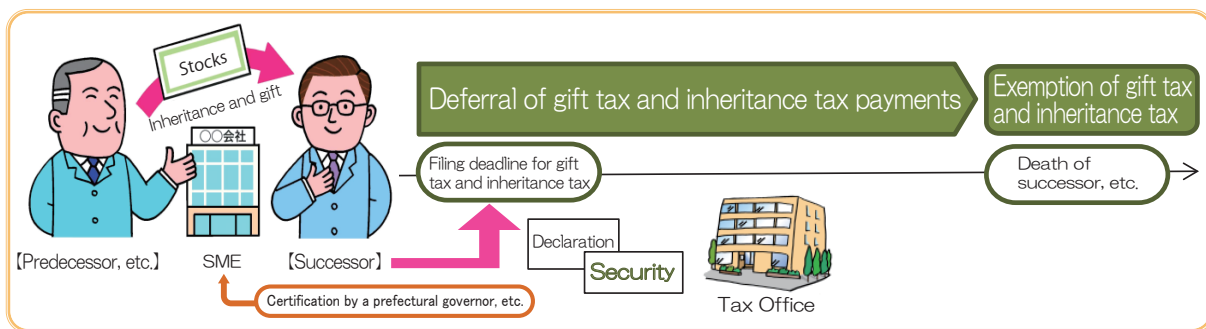 Stocks
Inheritance and gift
〇〇会社
【Predecessor, etc.】
SME
【Successor】
Certification by a prefectural governor, etc.
Deferral of gift tax and inheritance tax payments
Exemption of gift tax
and inheritance tax
Filing deadline for gift
tax and inheritance tax
Death of
successor, etc.
Declaration
Security
Tax Office